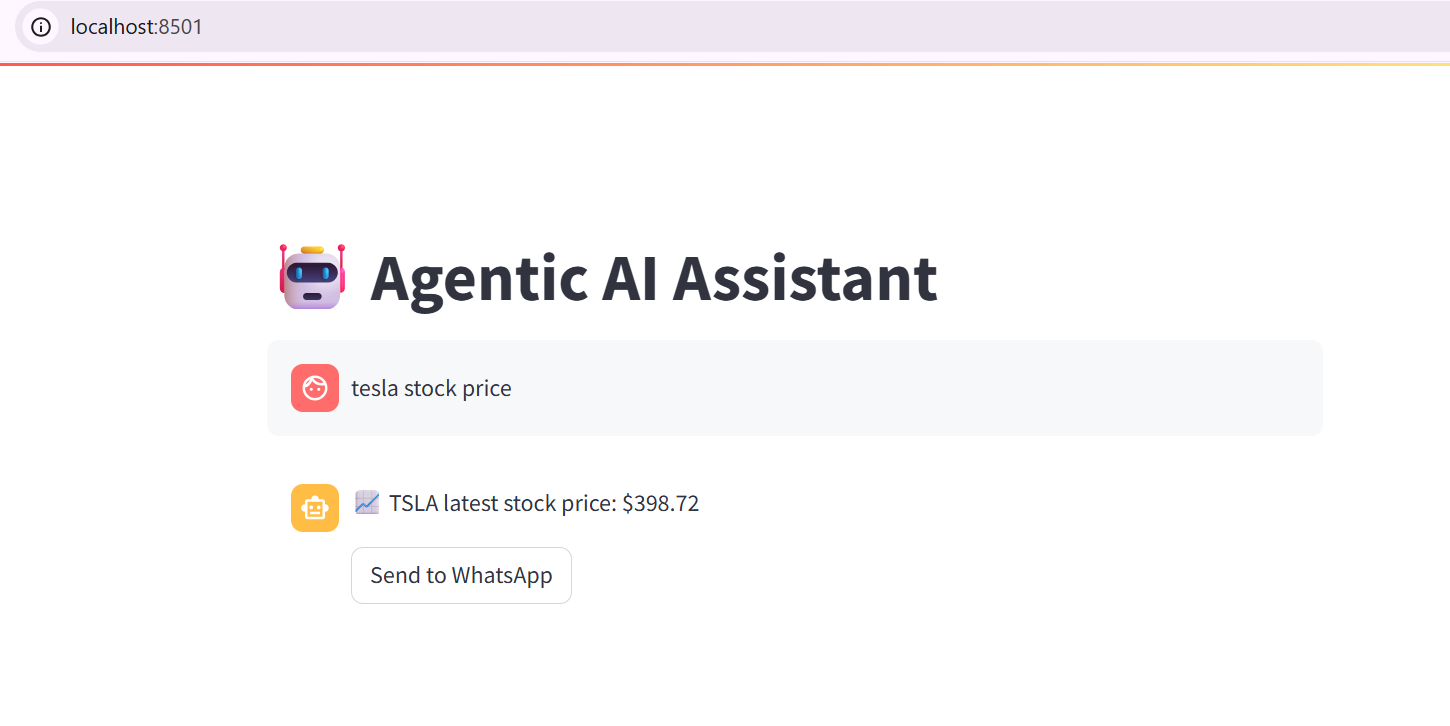 localhost:8501
Agentic AI Assistant
tesla stock price
TSLA latest stock price: $398.72
Send to WhatsApp